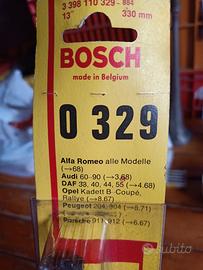 3 398 110 329 - 884
13" 330 mm
BOSCH
made in Belgium
0 329
Alfa Romeo alle Modelle
(→68)
Audi 60-90 (→3.68)
DAF 33, 40, 44, 55 (→4.68)
Opel Kadett B-Coupé,
Rallye (→8.67)
Peugeot 204, 304 (→8.71)
Porsche 911, 912 (→6.67)
subito